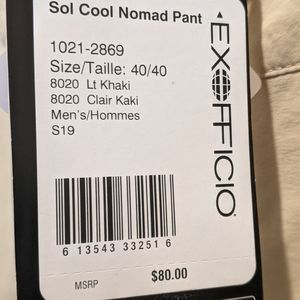 Sol Cool Nomad Pant
1021-2869
Size/Taille: 40/40
8020 Lt Khaki
8020 Clair Kaki
Men's/Hommes
S19
6 13543 33251 6
MSRP $80.00
EXOFFICIO